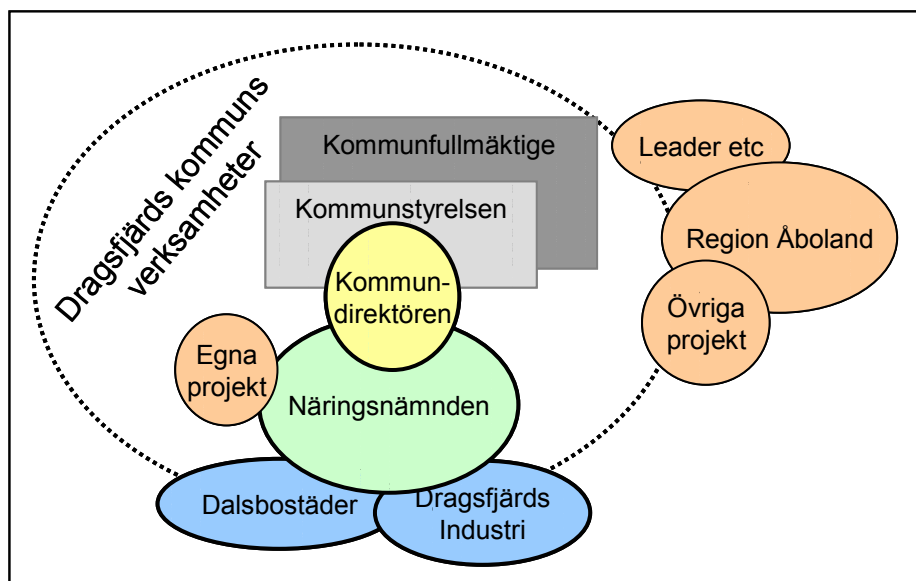 Dragsfjärds kommuns
verksamheter
Kommunfullmäktige
Kommunstyrelsen
Kommun-
direktören
Leader etc
Region Åboland
Övriga
projekt
Egna
projekt
Näringsnämnden
Dalsbostäder
Dragsfjärds
Industri